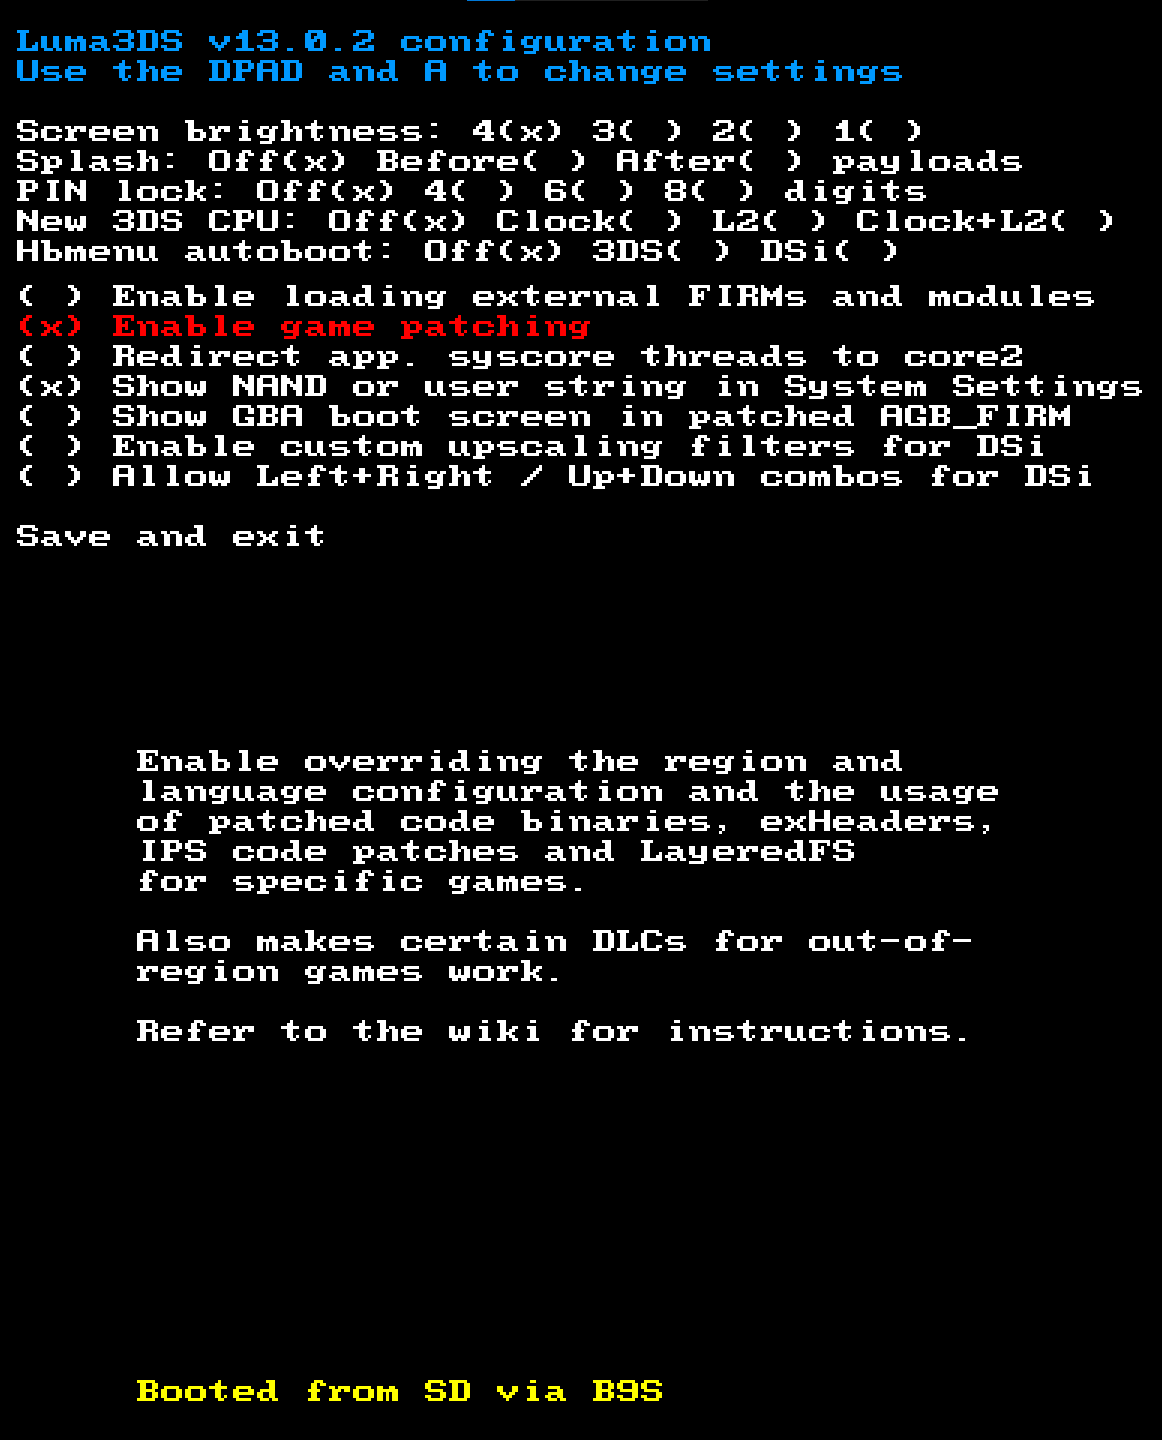 Luma3DS v13.0.2 configuration
Use the DPAD and A to change settings
Screen brightness: 4(x) 3( ) 2( ) 1( )
Splash: Off(x) Before( ) After( ) payloads
PIN lock: Off(x) 4( ) 6( ) 8( ) digits
New 3DS CPU: Off(x) Clock( ) L2( ) Clock+L2( )
Hbmenu autoboot: Off(x) 3DS( ) DSi( )
( ) Enable loading external FIRMs and modules
(x) Enable game patching
( ) Redirect app. syscore threads to core2
(x) Show NAND or user string in System Settings
( ) Show GBA boot screen in patched AGB_FIRM
( ) Enable custom upscaling filters for DSi
( ) Allow Left+Right / Up+Down combos for DSi
Save and exit
Enable overriding the region and
language configuration and the usage
of patched code binaries, exHeaders,
IPS code patches and LayeredFS
for specific games.
Also makes certain DLCs for out-of-
region games work.
Refer to the wiki for instructions.
Booted from SD via B9S